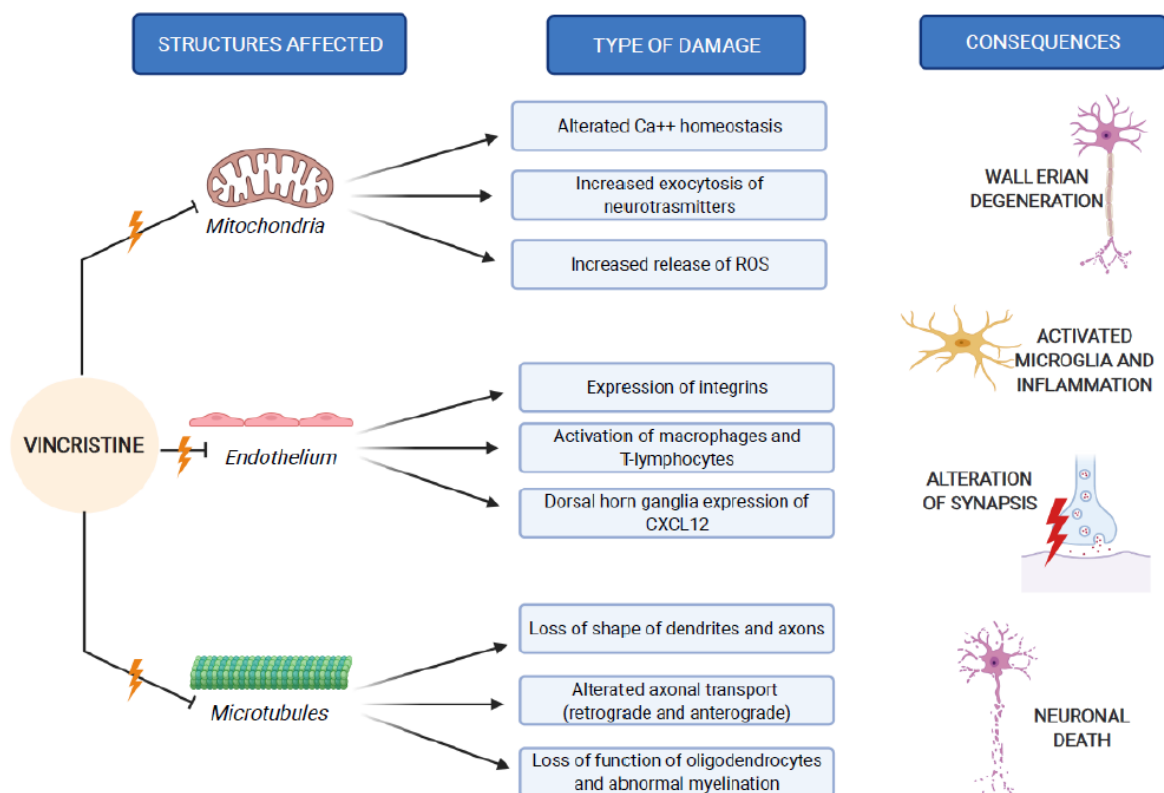 STRUCTURES AFFECTED
TYPE OF DAMAGE
CONSEQUENCES
VINCRISTINE
Mitochondria
Alterated Ca++ homeostasis
Increased exocytosis of
neurotrasmitters
Increased release of ROS
Endothelium
Expression of integrins
Activation of macrophages and
T-lymphocytes
Dorsal horn ganglia expression of
CXCL12
Microtubules
Loss of shape of dendrites and axons
Alterated axonal transport
(retrograde and anterograde)
Loss of function of oligodendrocytes
and abnormal myelination
WALLERIAN
DEGENERATION
ACTIVATED
MICROGLIA AND
INFLAMMATION
ALTERATION
OF SYNAPSIS
NEURONAL
DEATH